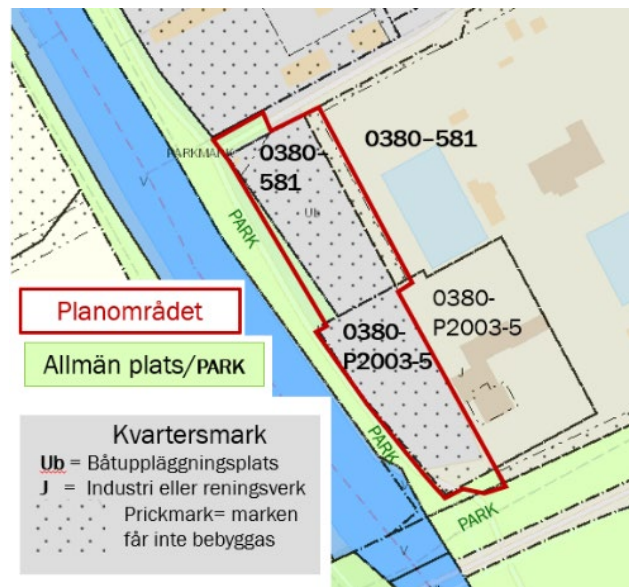 PARKMARK
0380-
581
0380-581
Ub
V
PARK
0380-
P2003-5
0380-
P2003-5
J
PARK
PARK
V
Planområdet
Allmän plats/PARK
Kvartersmark
Ub = Båtuppläggningsplats
J = Industri eller reningsverk
Prickmark= marken
får inte bebyggas